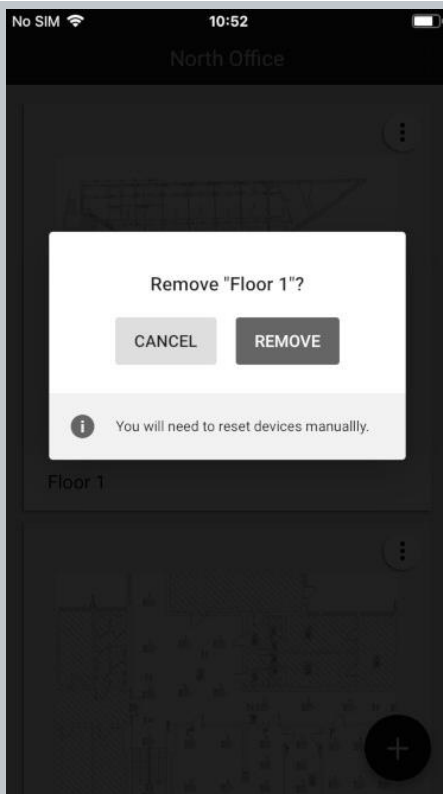 No SIM 10:52
North Office
Remove "Floor 1"?
CANCEL REMOVE
You will need to reset devices manuallly.
Floor 1